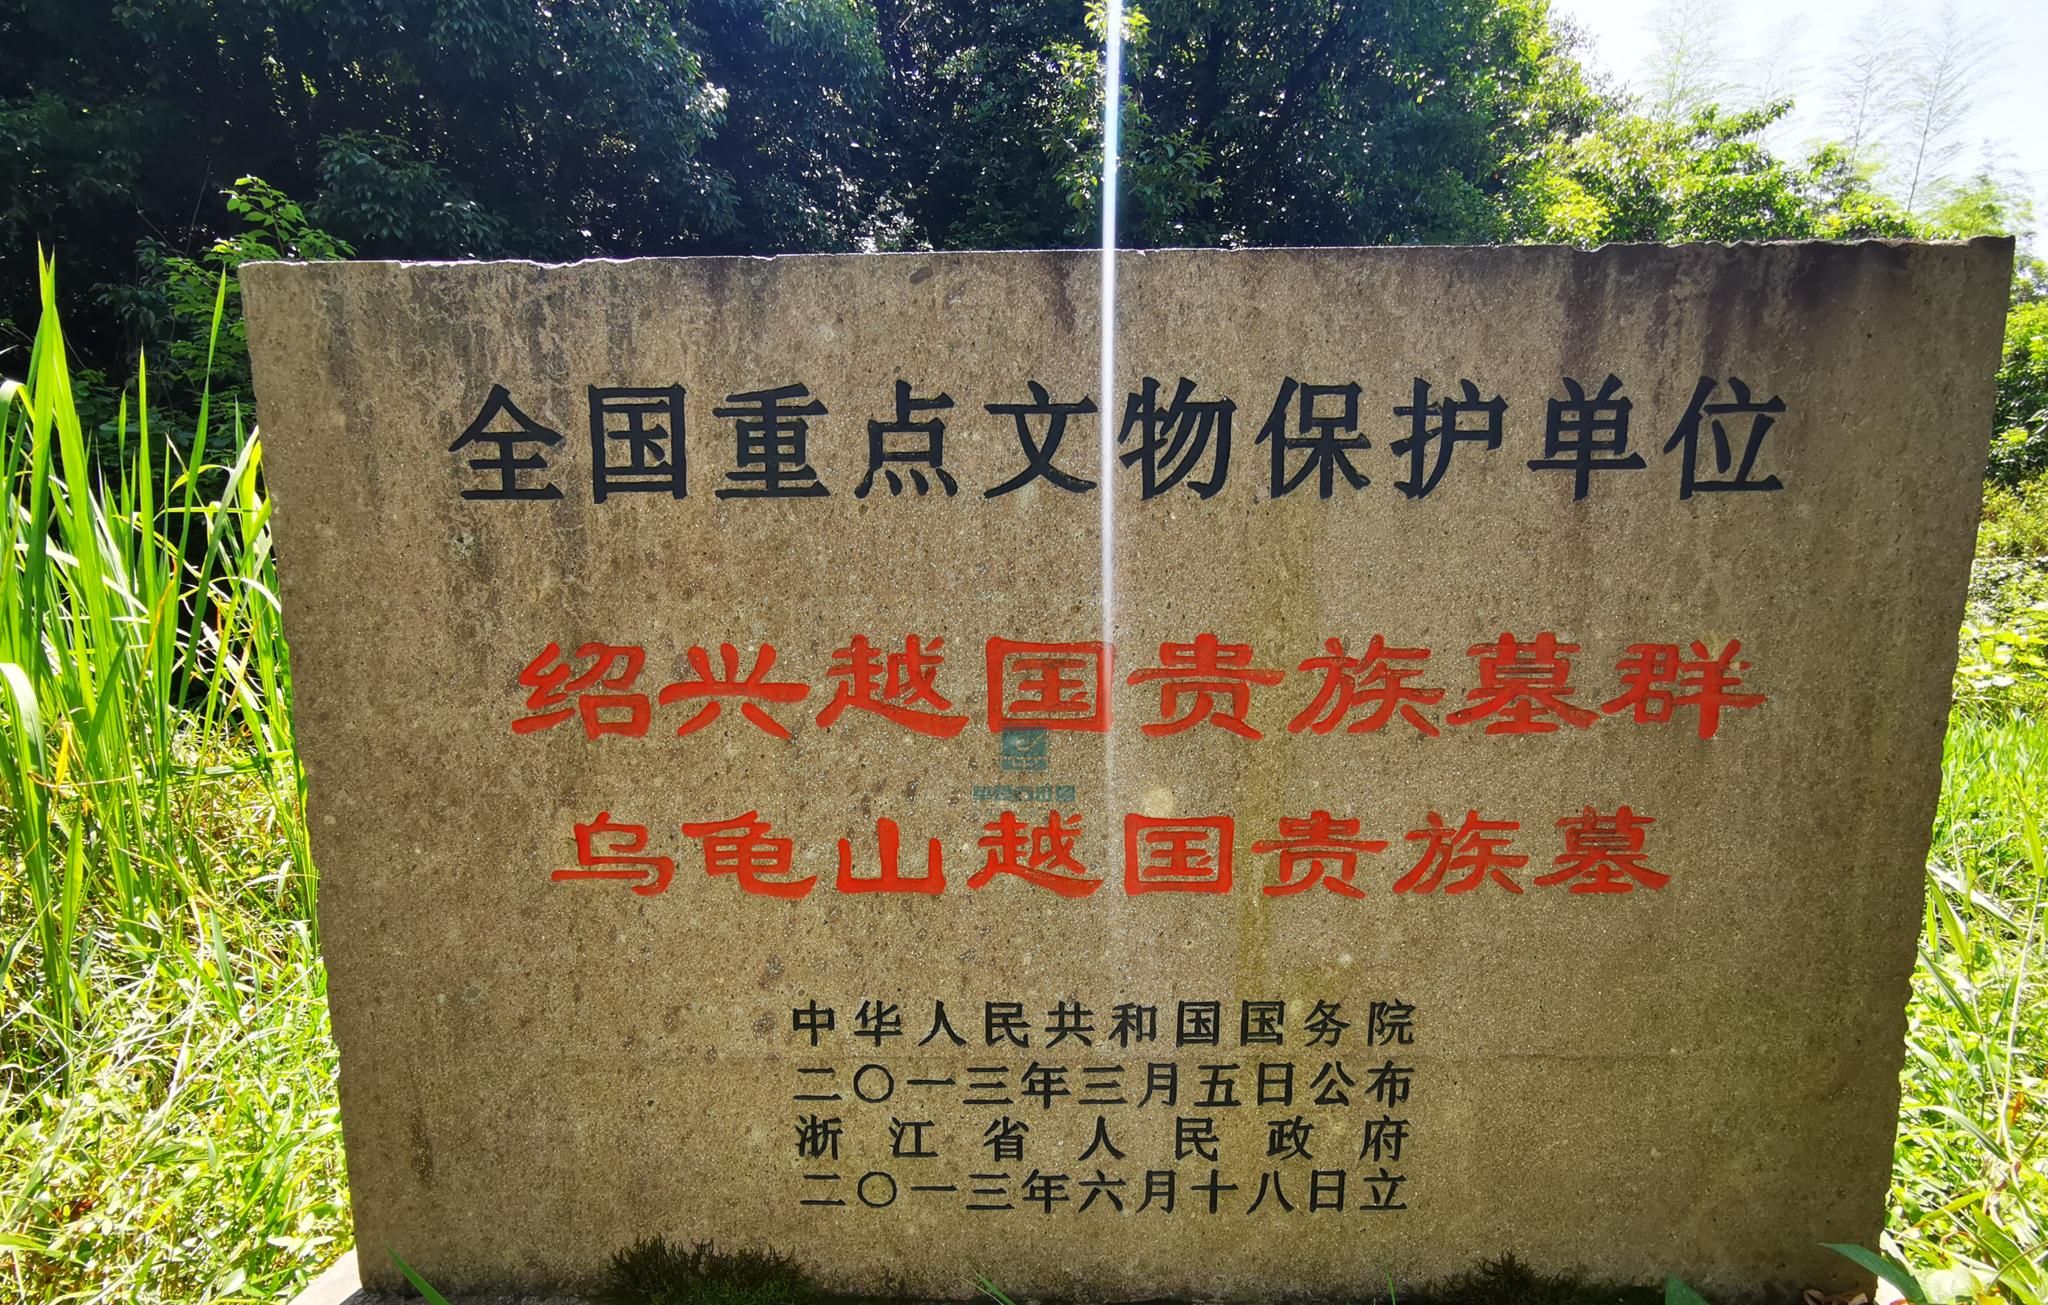 全国重点文物保护单位
绍兴越国贵族墓群
乌龟山越国贵族墓
中华人民共和国国务院
二〇一三年三月五日公布
浙江省人民政府
二〇一三年六月十八日立